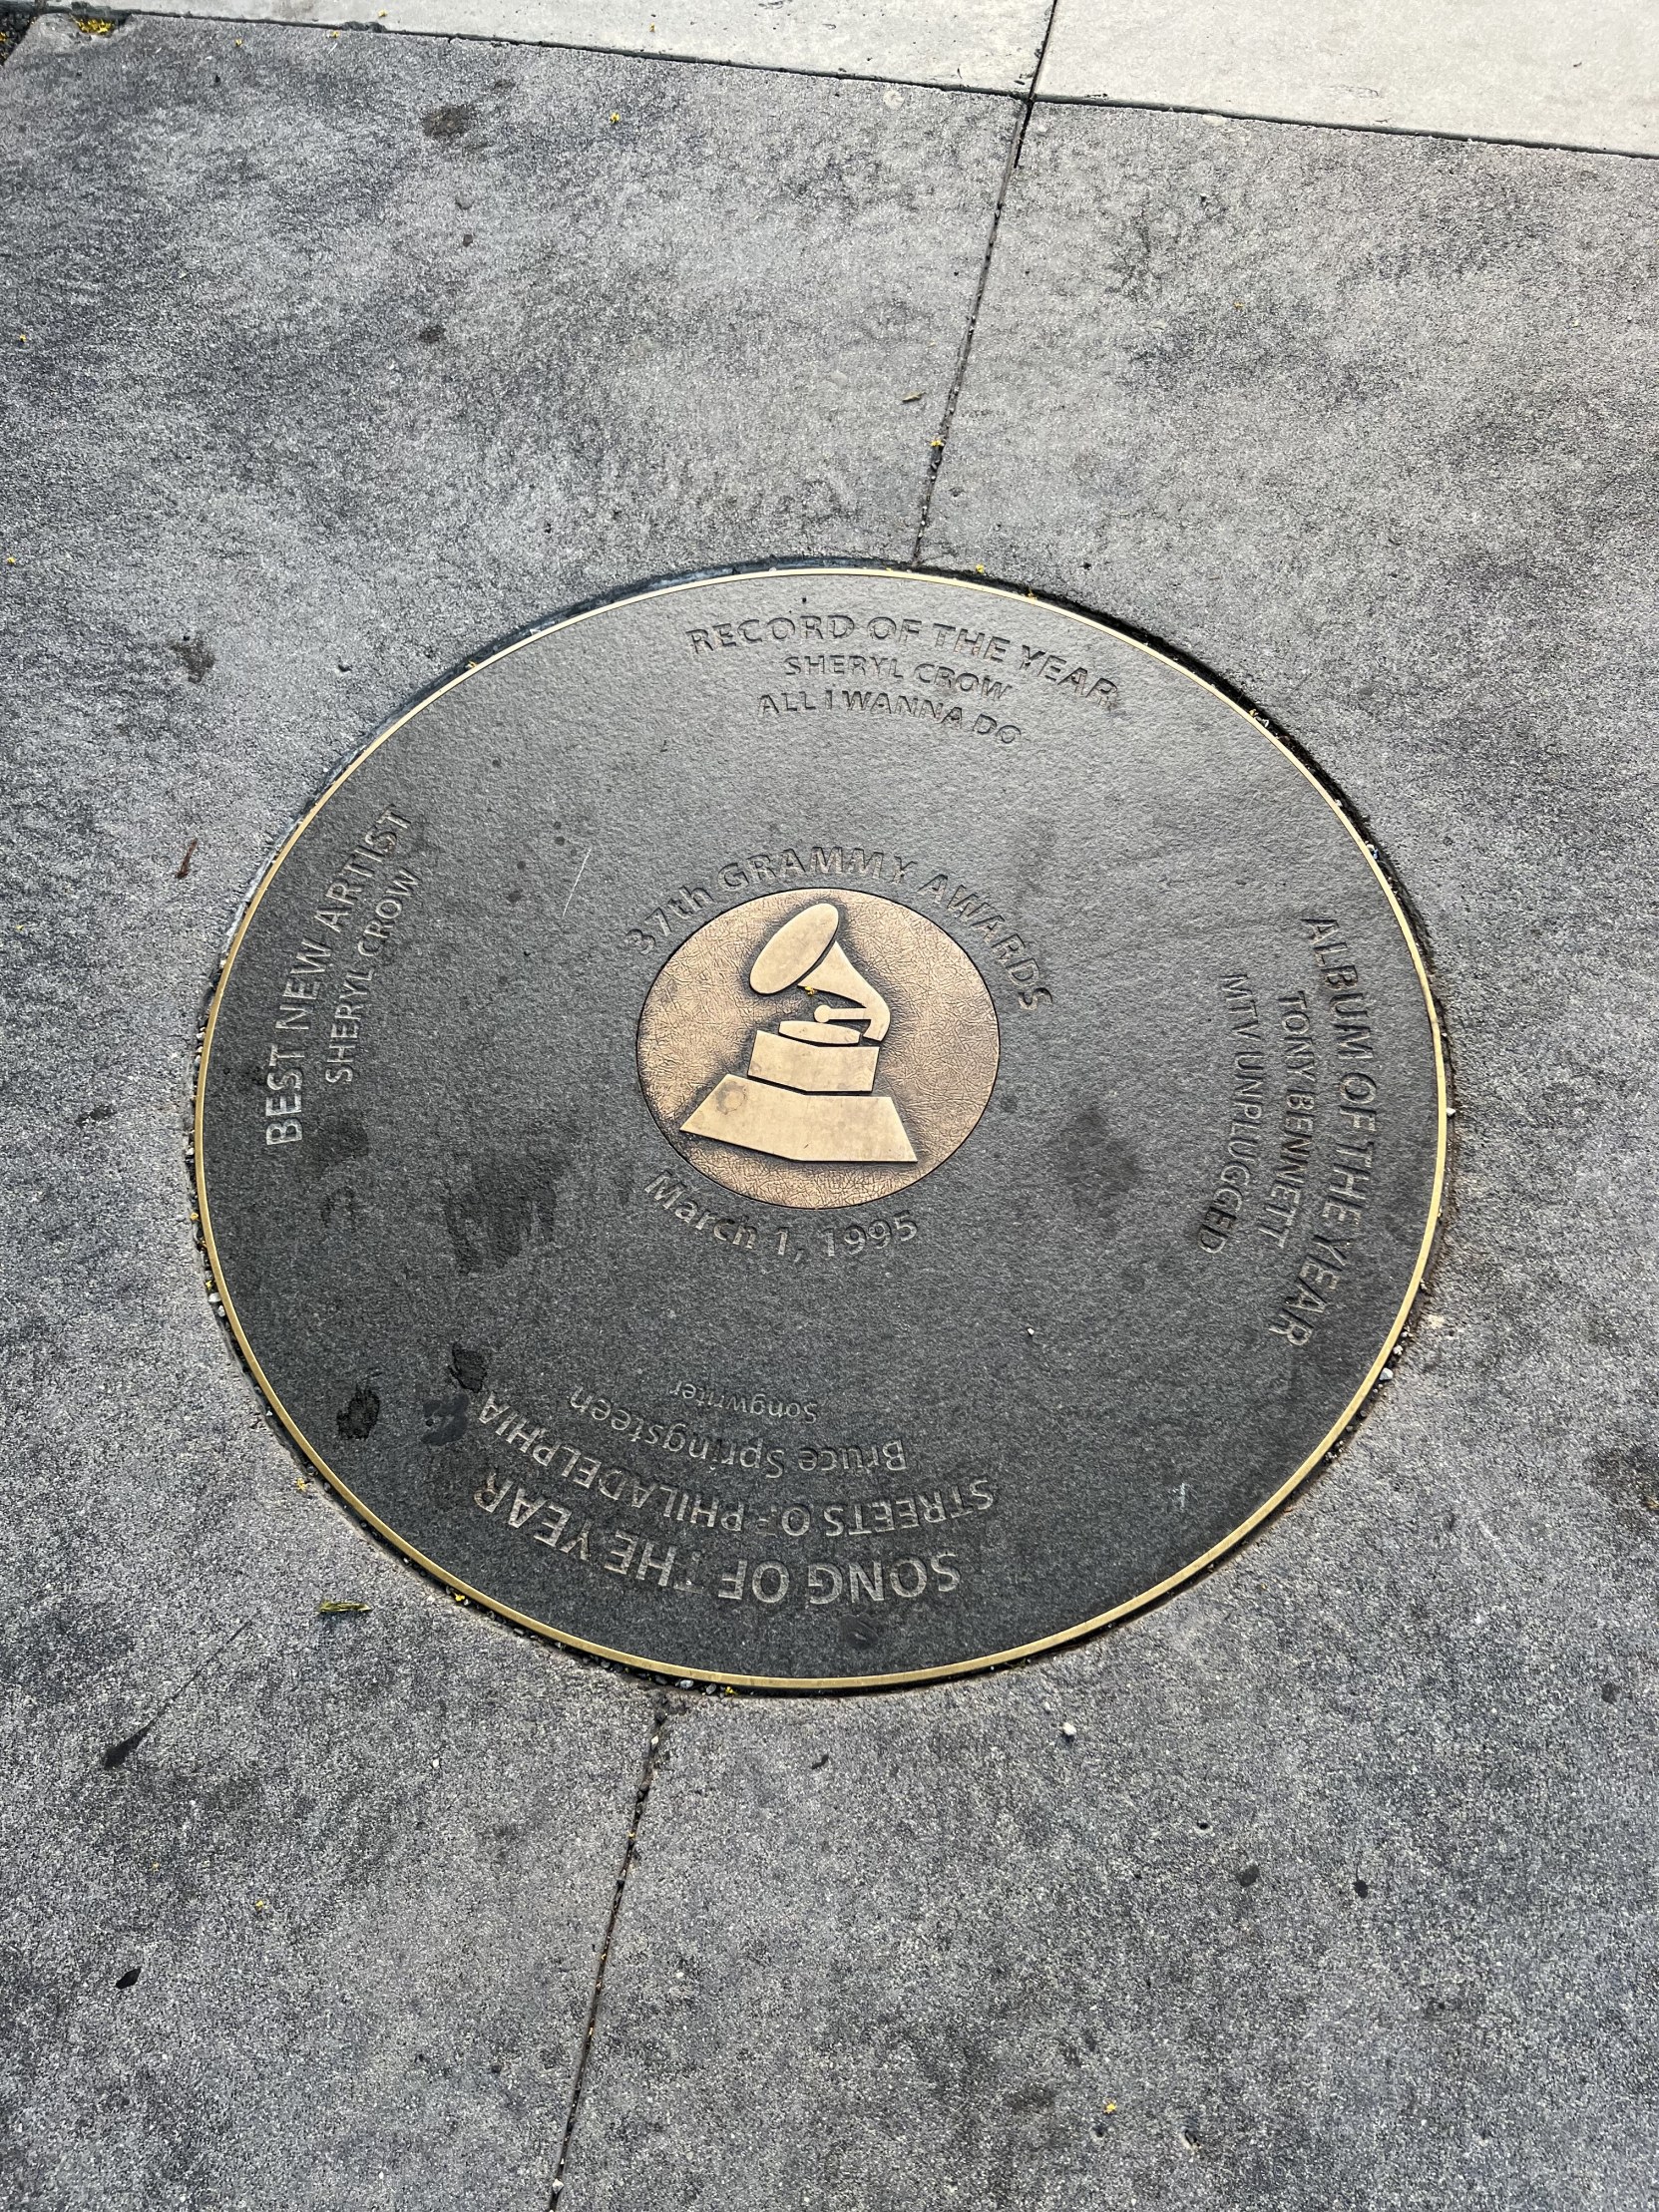 RECORD OF THE YEAR
SHERYL CROW
ALL I WANNA DO
BEST NEW ARTIST
SHERYL CROW
37th GRAMMY AWARDS
March 1, 1995
ALBUM OF THE YEAR
TONY BENNETT
MTV UNPLUGGED
SONG OF THE YEAR
STREETS OF PHILADELPHIA
Bruce Springsteen
Songwriter